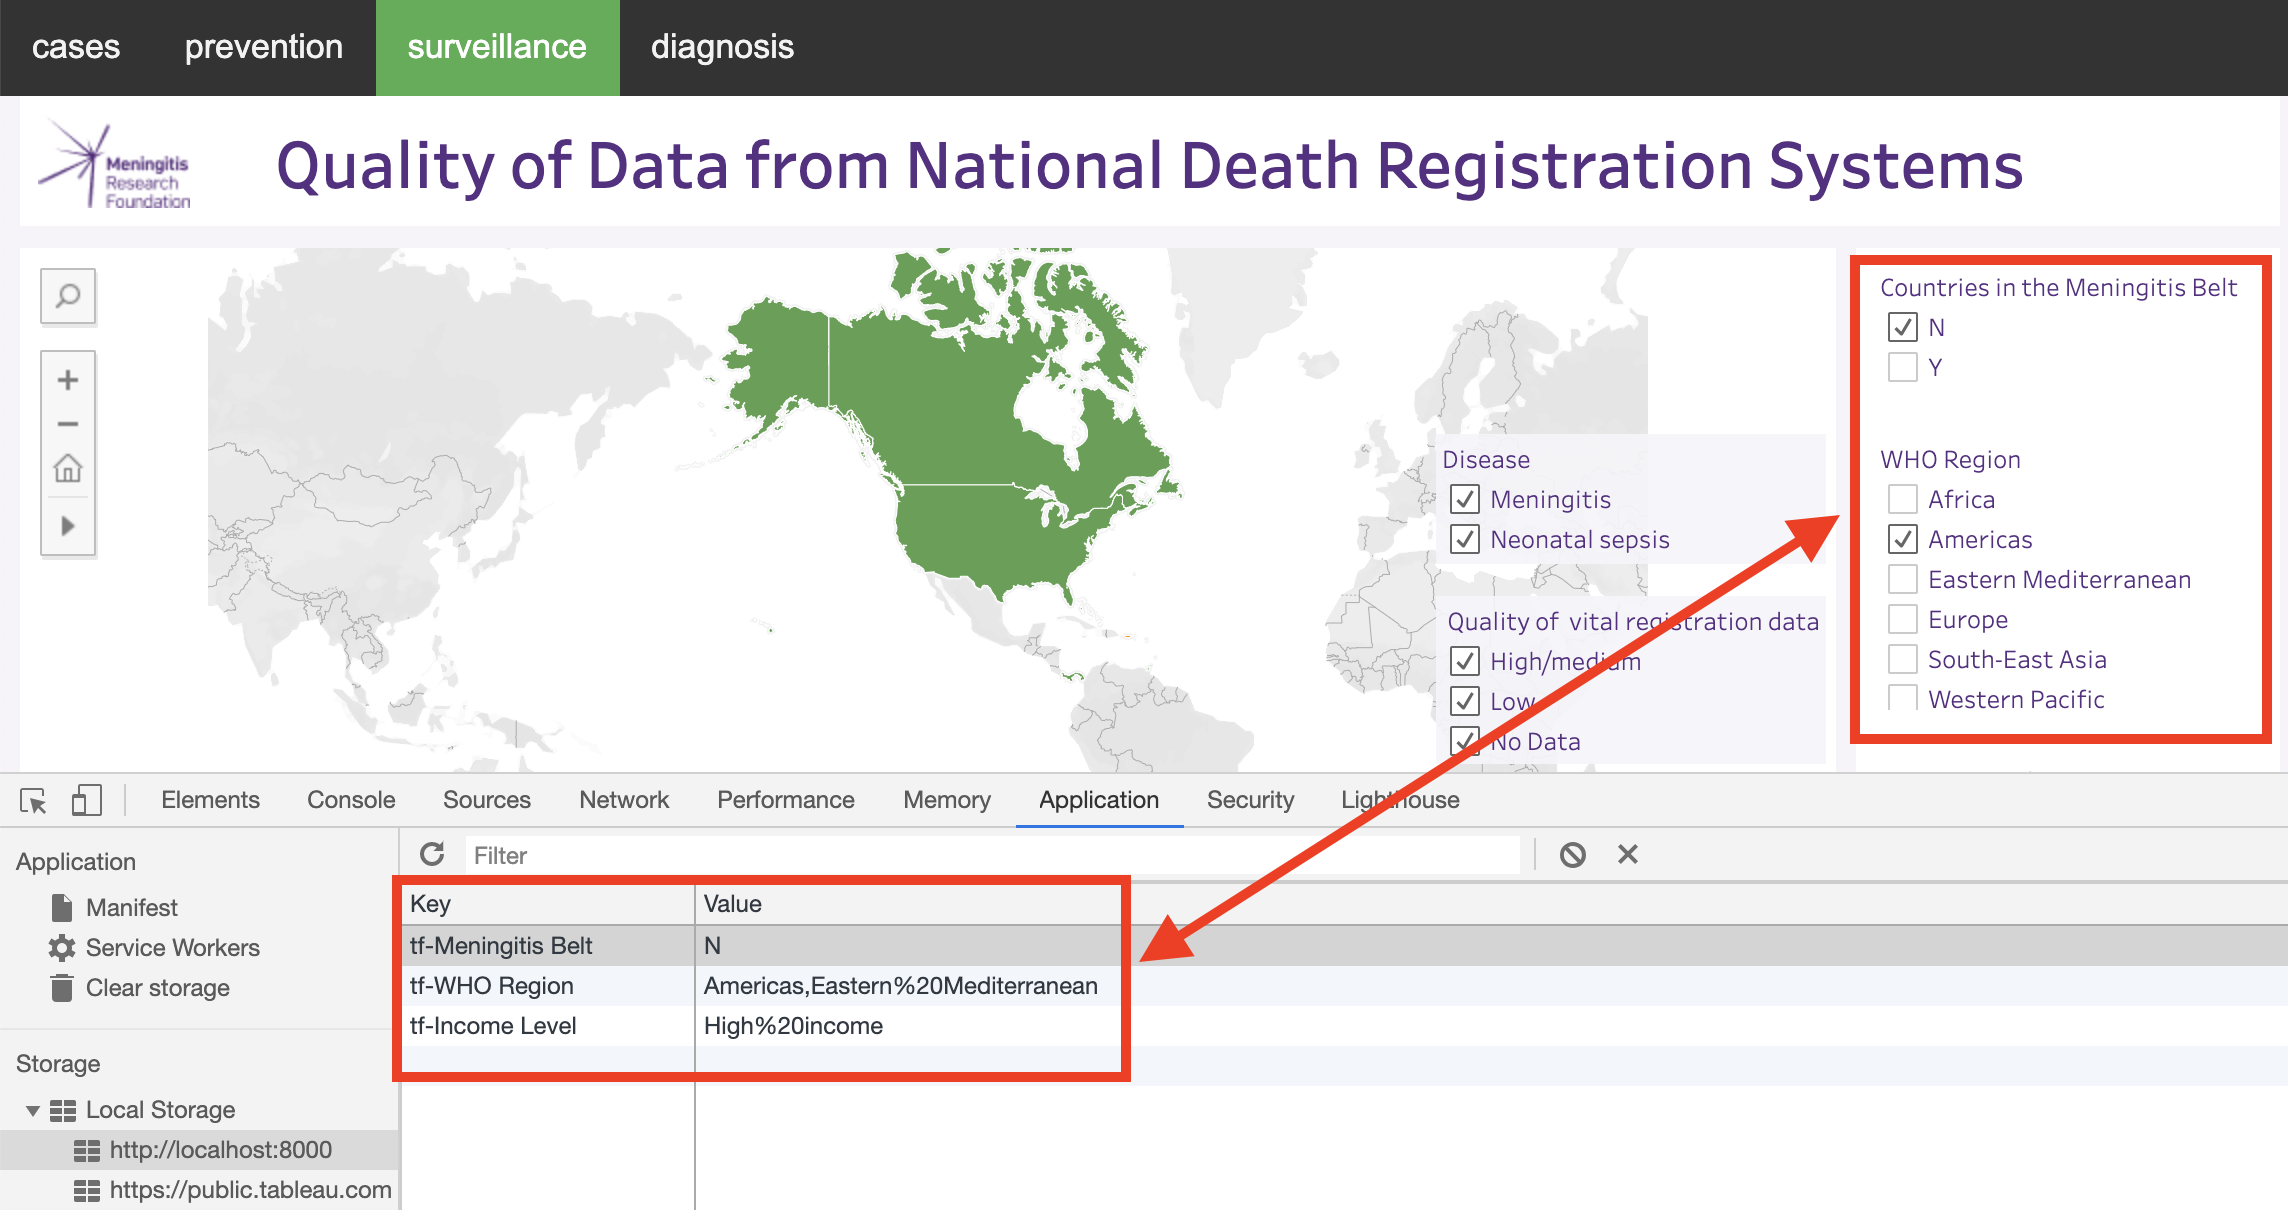 cases prevention surveillance diagnosis
Meningitis
Research
Foundation
Quality of Data from National Death Registration Systems
Countries in the Meningitis Belt
N
Y
WHO Region
Africa
Americas
Eastern Mediterranean
Europe
South-East Asia
Western Pacific
Disease
Meningitis
Neonatal sepsis
Quality of vital registration data
High/medium
Low
No Data
Elements Console Sources Network Performance Memory Application Security Lighthouse
Application
Manifest
Service Workers
Clear storage
Storage
Local Storage
http://localhost:8000
https://public.tableau.com
Filter
Key Value
tf-Meningitis Belt N
tf-WHO Region Americas,Eastern%20Mediterranean
tf-Income Level High%20income